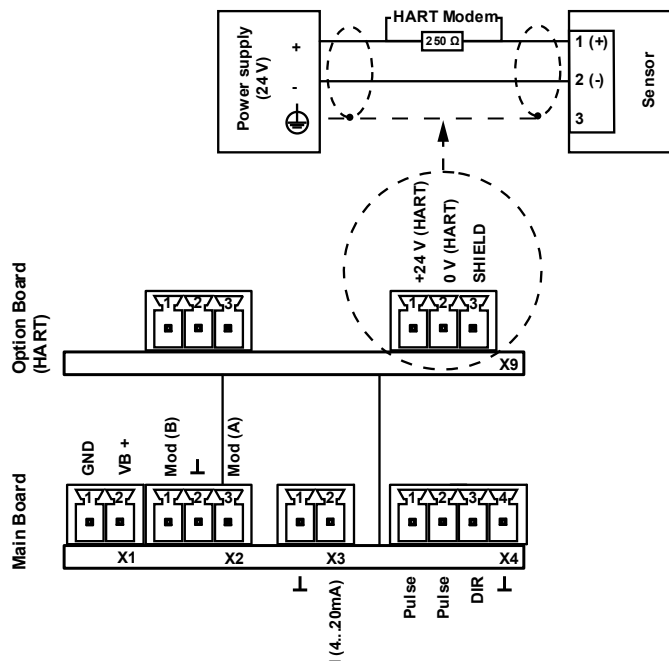 HART Modem
Power supply
(24 V)
+
-
250 Ω
1 (+)
2 (-)
3
Sensor
+24 V (HART)
0 V (HART)
SHIELD
Option Board
(HART)
1 2 3
1 2 3
X9
GND
VB +
Mod (B)
Mod (A)
Main Board
1 2
1 2 3
1 2
1 2 3 4
X1
X2
X3
X4
(4...20mA)
Pulse
Pulse
DIR